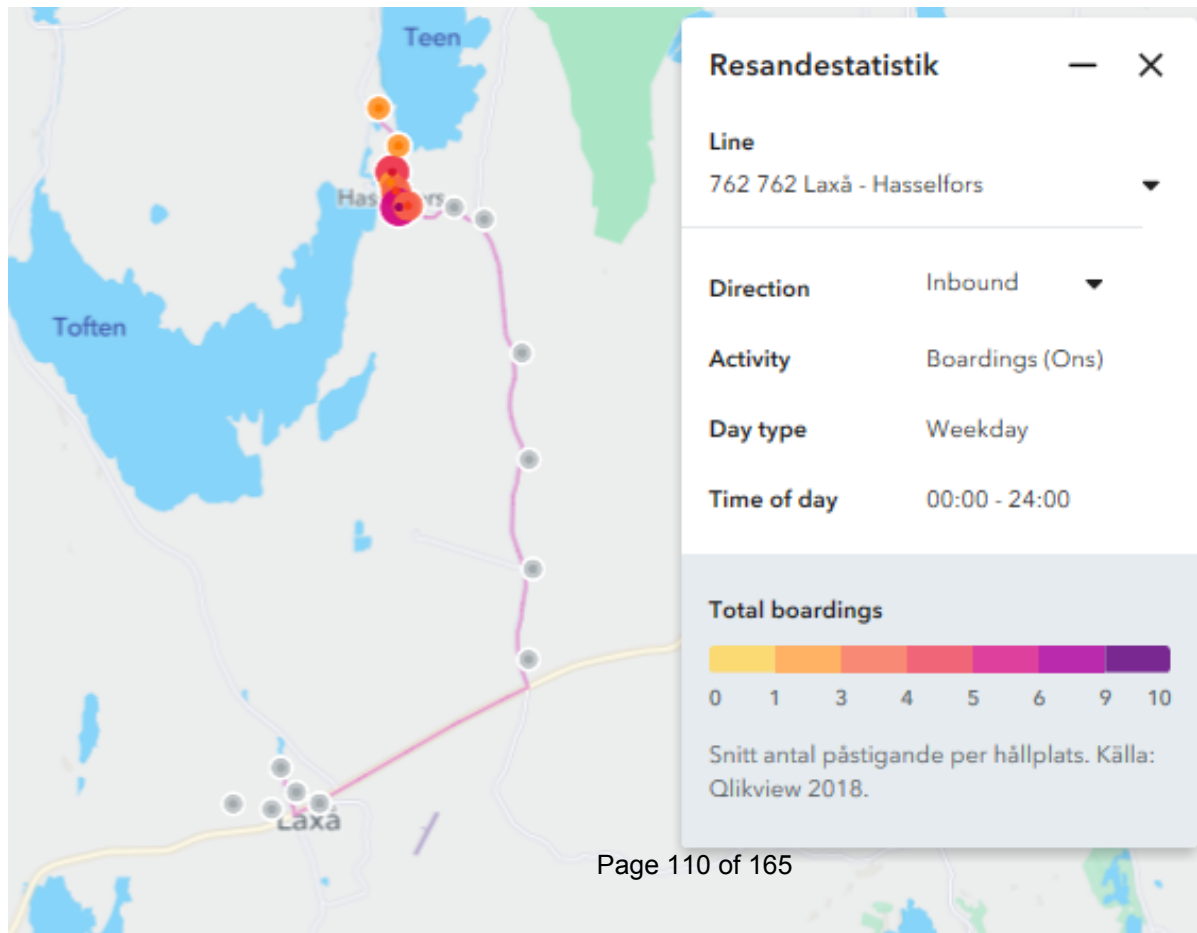 Teen
Hasselfors
Toften
Laxå
Resandestatistik
Line
762 762 Laxå - Hasselfors
Direction
Inbound
Activity
Boardings (Ons)
Day type
Weekday
Time of day
00:00 - 24:00
Total boardings
0 1 3 4 5 6 9 10
Snitt antal påstigande per hållplats. Källa:
Qlikview 2018.
Page 110 of 165